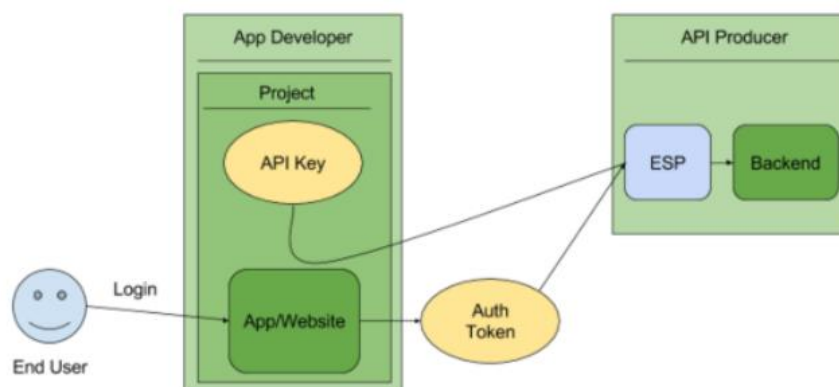 App Developer
API Producer
Project
API Key
ESP
Backend
Login
App/Website
Auth
Token
End User